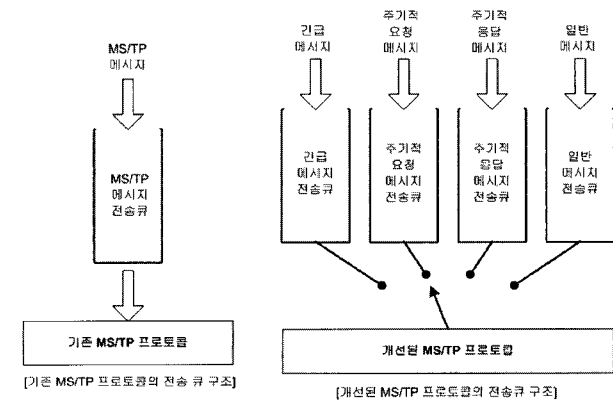 MS/TP
메시지
MS/TP
메시지
전송큐
기존 MS/TP 프로토콜
[기존 MS/TP 프로토콜의 전송 큐 구조]
긴급
메시지
주기적
요청
메시지
주기적
응답
메시지
일반
메시지
긴급
메시지
전송큐
주기적
요청
메시지
전송큐
주기적
응답
메시지
전송큐
일반
메시지
전송큐
개선된 MS/TP 프로토콜
[개선된 MS/TP 프로토콜의 전송큐 구조]